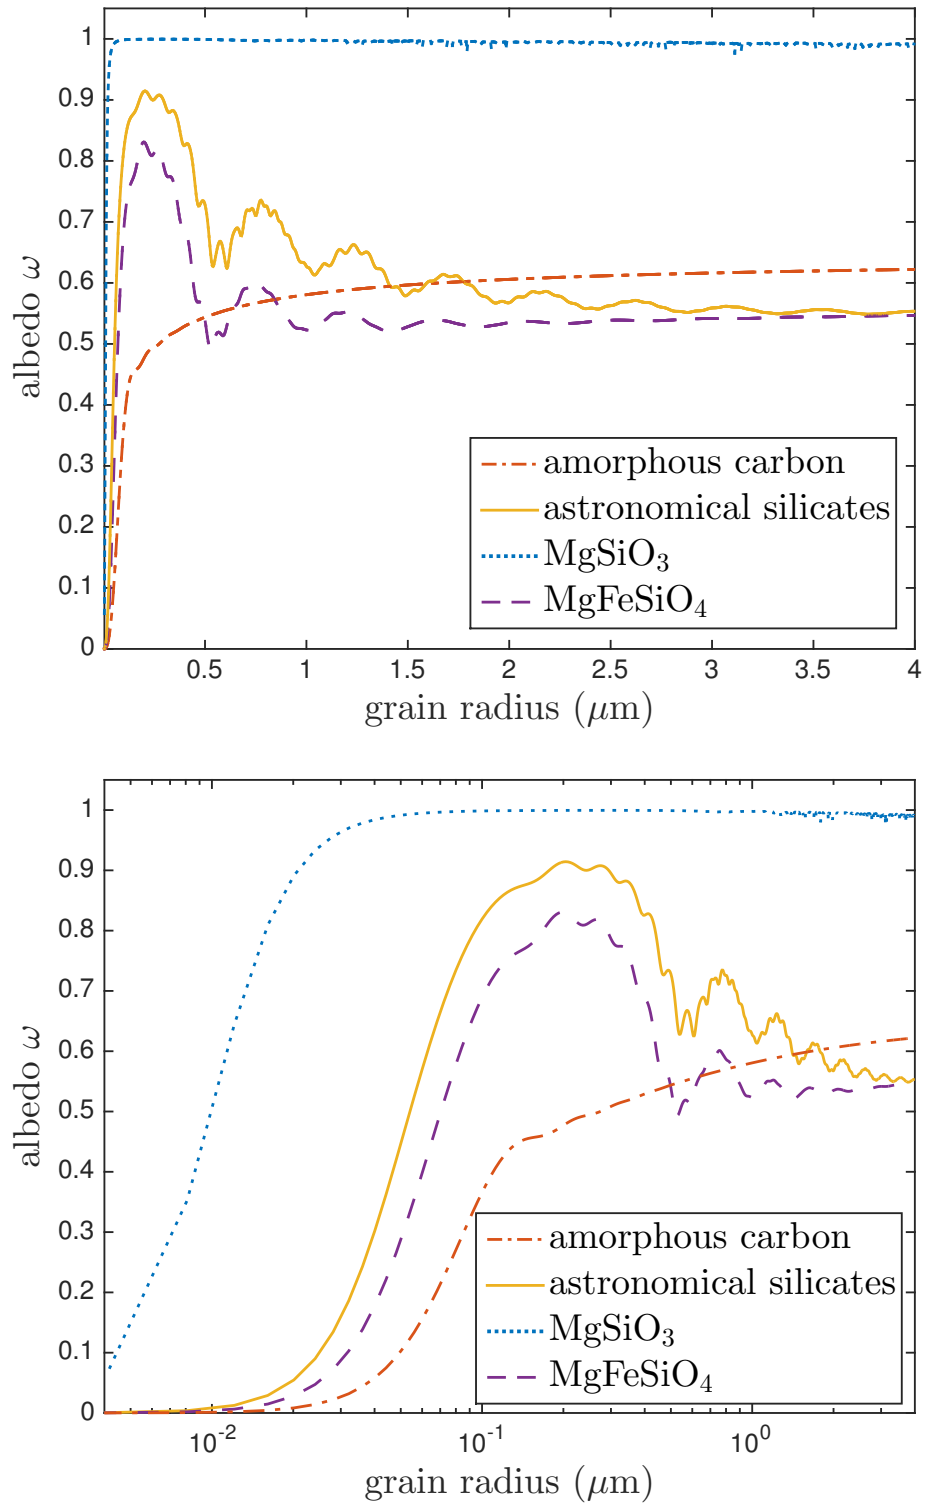 1
0.9
0.8
0.7
0.6
0.5
0.4
0.3
0.2
0.1
0
albedo ω
amorphous carbon
astronomical silicates
MgSiO₃
MgFeSiO₄
0.5 1 1.5 2 2.5 3 3.5 4
grain radius (μm)
1
0.9
0.8
0.7
0.6
0.5
0.4
0.3
0.2
0.1
0
albedo ω
amorphous carbon
astronomical silicates
MgSiO₃
MgFeSiO₄
10⁻² 10⁻¹ 10⁰
grain radius (μm)